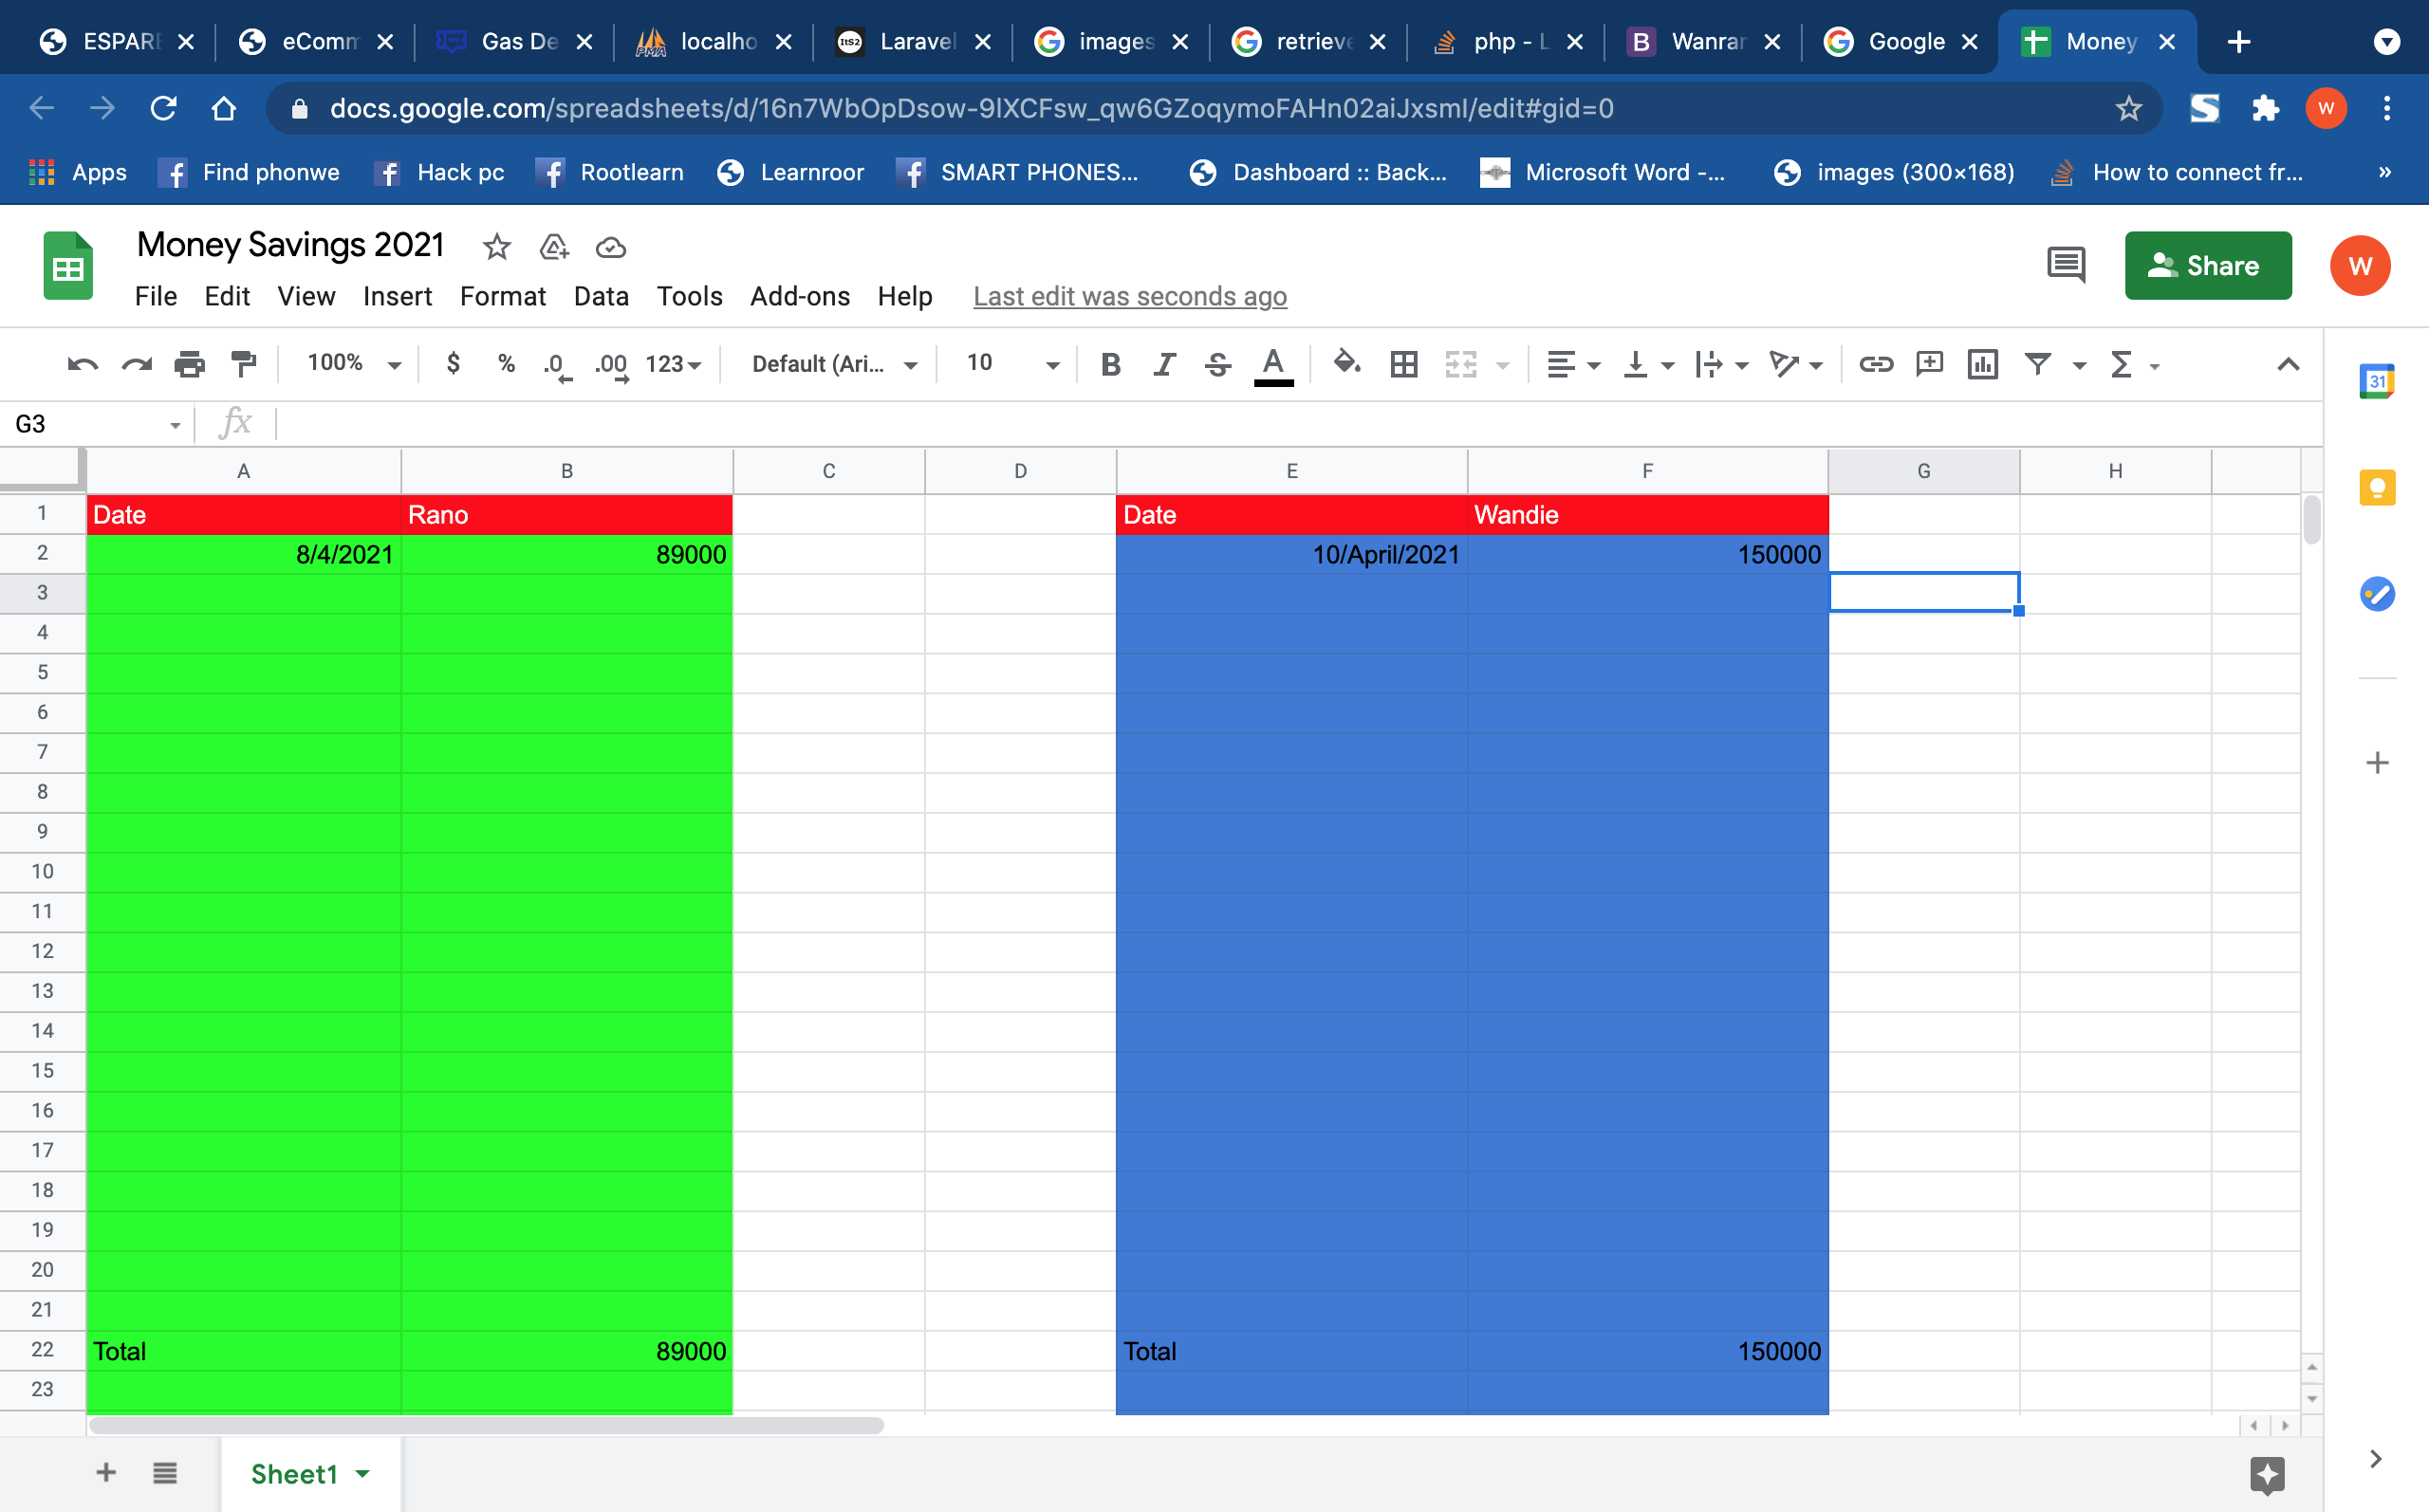 ESPAR eComm Gas De localho Laravel images retrieve php - L Wanrar Google Money
docs.google.com/spreadsheets/d/16n7WbOpDsow-9lXCFsw_qw6GZoqymoFAHn02aiJxsmI/edit#gid=0 W
Apps Find phonwe Hack pc Rootlearn Learnroor SMART PHONES... Dashboard :: Back... Microsoft Word -... images (300×168) How to connect fr... »
Money Savings 2021
Share W
File Edit View Insert Format Data Tools Add-ons Help Last edit was seconds ago
100% $ % .0 .00 123 Default (Ari... 10 B I S A Σ
31
G3 fx
A B C D E F G H
1 Date Rano Date Wandie
2 8/4/2021 89000 10/April/2021 150000
3
4
5
6
7
8
9
10
11
12
13
14
15
16
17
18
19
20
21
22 Total 89000 Total 150000
23
Sheet1